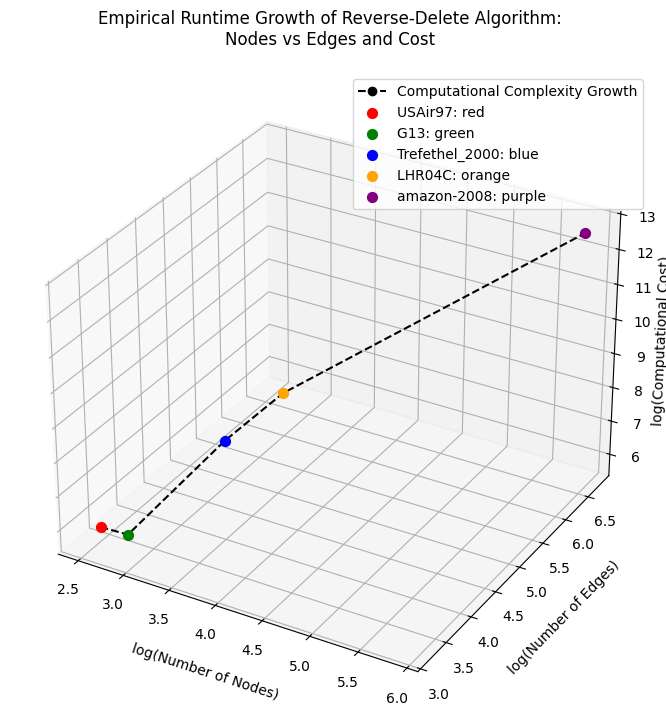 Empirical Runtime Growth of Reverse-Delete Algorithm:
Nodes vs Edges and Cost
Computational Complexity Growth
USAir97: red
G13: green
Trefethel_2000: blue
LHR04C: orange
amazon-2008: purple
13
12
11
10
9
8
7
6
log(Computational Cost)
6.5
6.0
5.5
5.0
4.5
4.0
3.5
3.0
log(Number of Edges)
2.5
3.0
3.5
4.0
4.5
5.0
5.5
6.0
log(Number of Nodes)